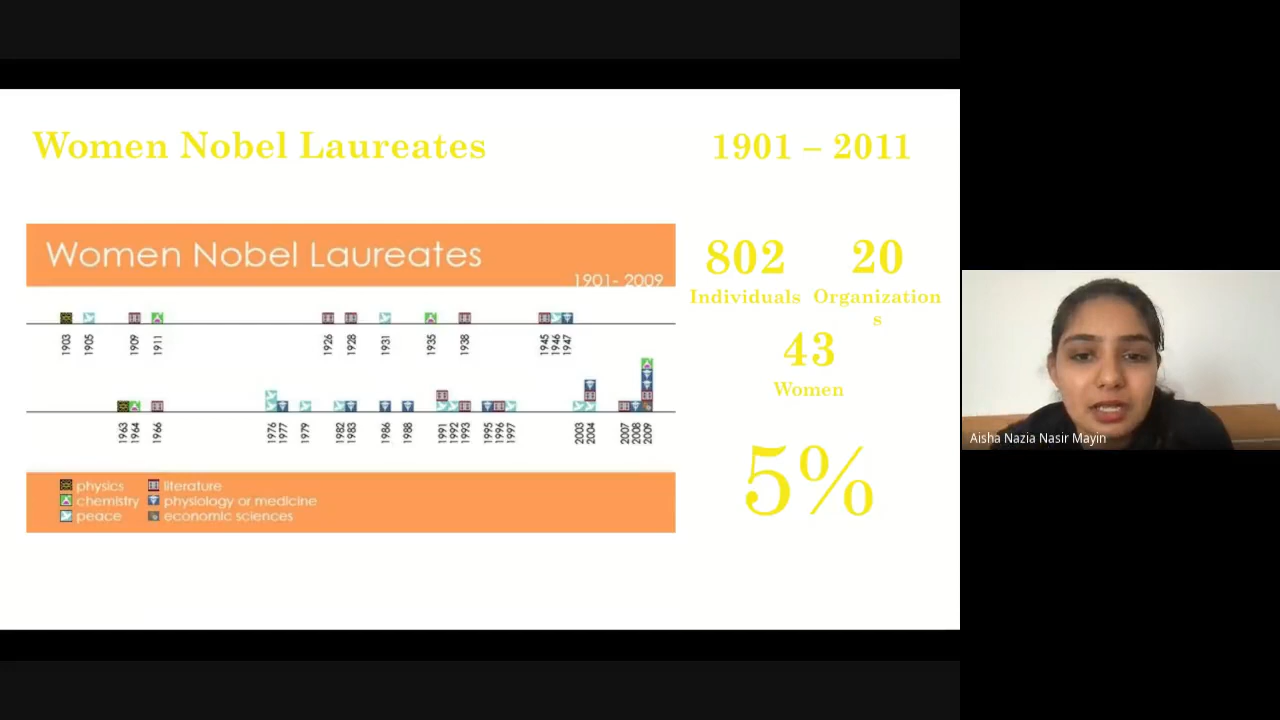 Women Nobel Laureates
1901 – 2011
Women Nobel Laureates
1901- 2009
1903 1905 1909 1911 1926 1928 1931 1935 1938 1945 1946 1947
1963 1964 1966 1976 1977 1979 1982 1983 1986 1988 1991 1992 1993 1995 1996 1997 2003 2004 2007 2008 2009
physics literature
chemistry physiology or medicine
peace economic sciences
802 20
Individuals Organization
s
43
Women
5%
Aisha Nazia Nasir Mayin